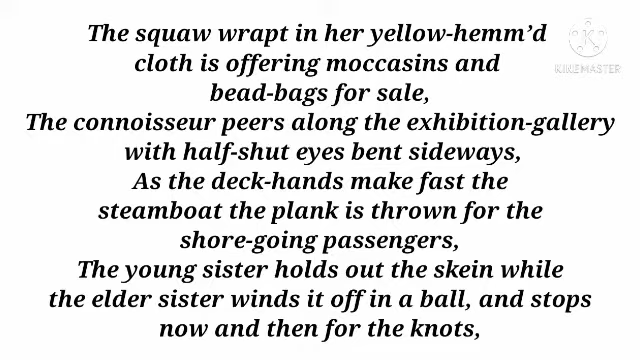 The squaw wrapt in her yellow-hemm’d
cloth is offering moccasins and
bead-bags for sale,
The connoisseur peers along the exhibition-gallery
with half-shut eyes bent sideways,
As the deck-hands make fast the
steamboat the plank is thrown for the
shore-going passengers,
The young sister holds out the skein while
the elder sister winds it off in a ball, and stops
now and then for the knots,
KINEMASTER